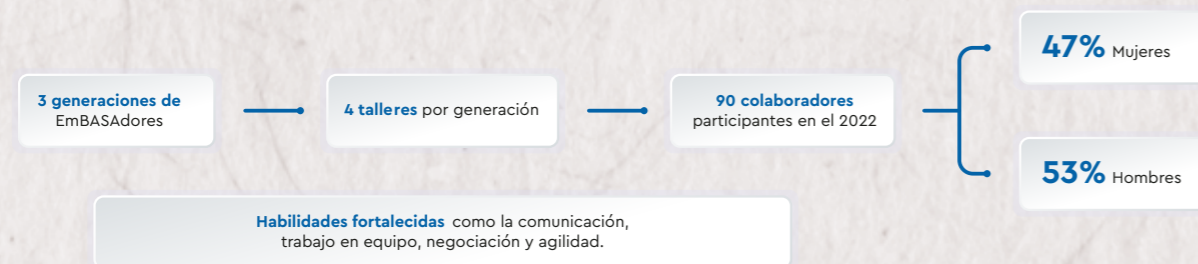 3 generaciones de
EmBASAdores
4 talleres por generación
90 colaboradores
participantes en el 2022
47% Mujeres
53% Hombres
Habilidades fortalecidas como la comunicación,
trabajo en equipo, negociación y agilidad.